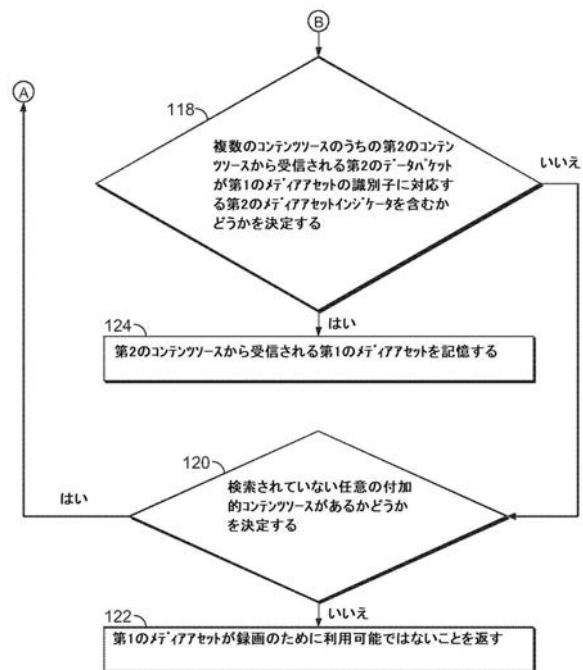 B
A
118
複数のコンテンツソースのうちの第2のコンテン
ツソースから受信される第2のデータパケット
が第1のメディアアセットの識別子に対応す
る第2のメディアアセットインジケータを含むか
どうかを決定する
いいえ
はい
124
第2のコンテンツソースから受信される第1のメディアアセットを記憶する
120
はい
検索されていない任意の付加
的コンテンツソースがあるかどうか
を決定する
いいえ
122
第1のメディアアセットが録画のために利用可能ではないことを返す